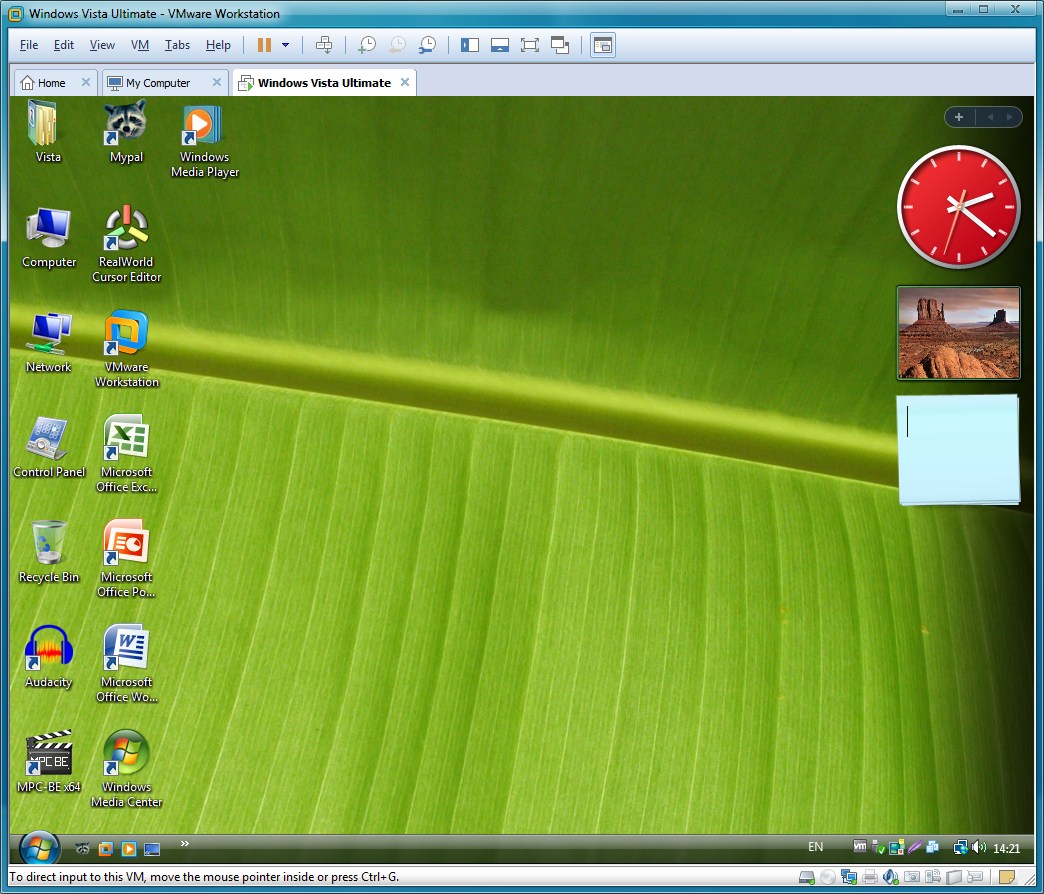 Windows Vista Ultimate - VMware Workstation
File Edit View VM Tabs Help
Home My Computer Windows Vista Ultimate
Vista
Mypal
Windows
Media Player
Computer
RealWorld
Cursor Editor
Network
VMware
Workstation
Control Panel
Microsoft
Office Exc...
Recycle Bin
Microsoft
Office Po...
Audacity
Microsoft
Office Wo...
MPC BE
MPC-BE x64
Windows
Media Center
EN
vm
14:21
To direct input to this VM, move the mouse pointer inside or press Ctrl+G.